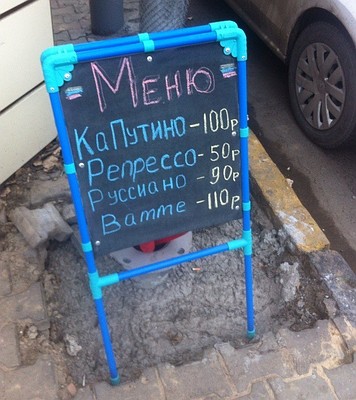 Меню
КаПутино - 100р
Репрессо - 50р
Руссиано - 90р
Ватте - 110р.